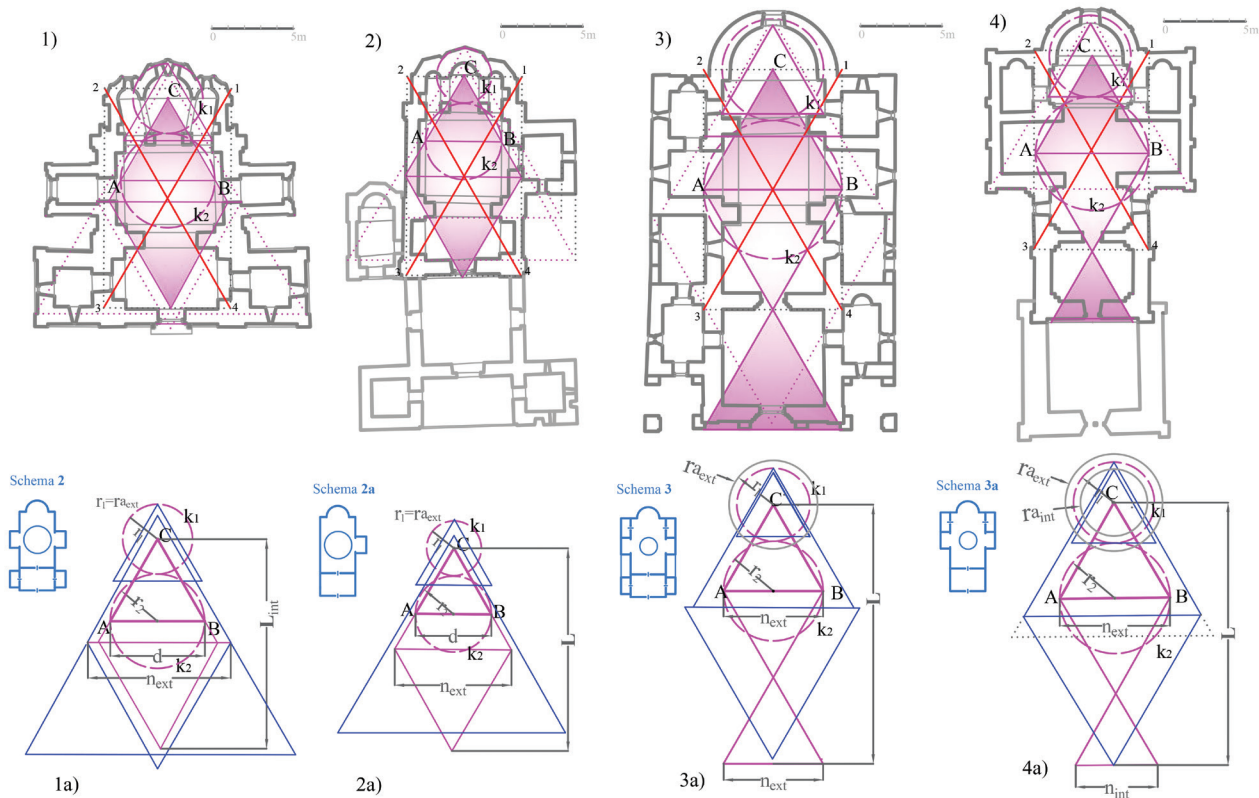 1)
0 5m
2 1
C
k1
A B
k2
3 4
2)
0 5m
2 1
C
k1
A B
k2
3 4
3)
2 1
C
k1
A B
k2
3 4
4)
0 5m
2 1
C
k1
A B
k2
3 4
Schema 2
r1=raext
k1
r1
C
r2
A B
d
k2
next
Lint
1a)
Schema 2a
r1=raext
k1
C
A B
d
k2
next
L
2a)
Schema 3
raext
r1
k1
C
r2
A B
next
k2
L
next
3a)
Schema 3a
raext
raint
k1
C
r2
A B
next
k2
L
nint
4a)